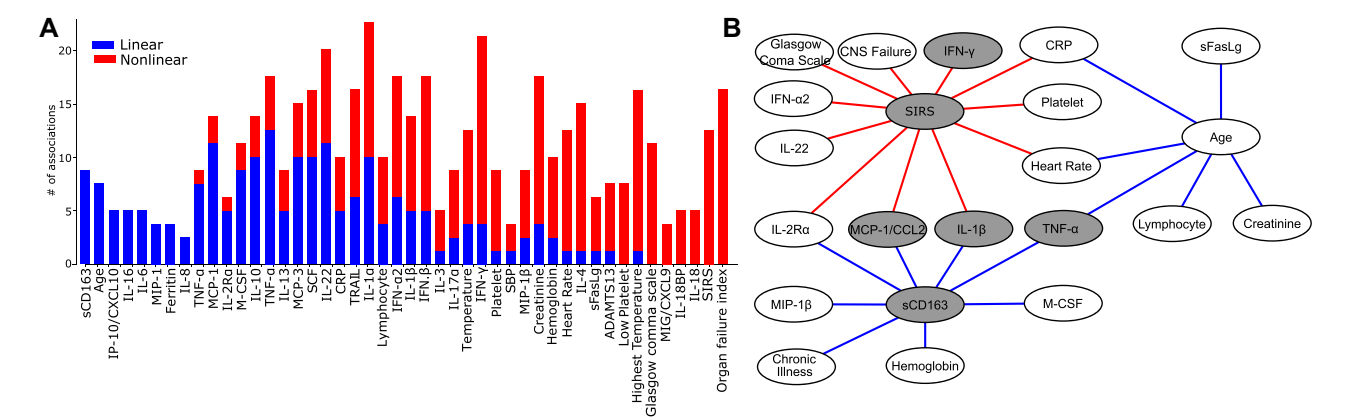 A
B
Linear
Nonlinear
# of associations
20
15
10
5
0
sCD163
Age
IP-10/CXCL10
IL-16
IL-6
MIP-1
Ferritin
IL-8
TNF-α
MCP-1
IL-2Rα
M-CSF
IL-10
TNF-α
IL-13
MCP-3
SCF
IL-22
CRP
TRAIL
IL-1α
Lymphocyte
IFN-α2
IL-1β
IFN.β
IL-3
IL-17α
Temperature
IFN-γ
Platelet
SBP
MIP-1β
Creatinine
Hemoglobin
Heart Rate
IL-4
sFasLg
ADAMTS13
Low Platelet
Highest Temperature
Glasgow comma scale
MIG/CXCL9
IL-18BP
IL-18
SIRS
Organ failure index
Glasgow
Coma Scale
CNS Failure
IFN-γ
CRP
sFasLg
IFN-α2
SIRS
Platelet
IL-22
Age
Heart Rate
IL-2Rα
MCP-1/CCL2
IL-1β
TNF-α
Lymphocyte
Creatinine
MIP-1β
sCD163
M-CSF
Chronic
Illness
Hemoglobin